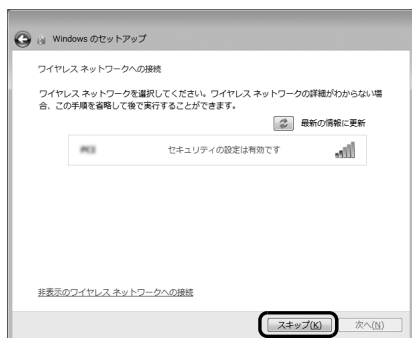 Windows のセットアップ
ワイヤレス ネットワークへの接続
ワイヤレス ネットワークを選択してください。ワイヤレス ネットワークの詳細がわからない場
合、この手順を省略して後で実行することができます。
最新の情報に更新
セキュリティの設定は有効です
非表示のワイヤレス ネットワークへの接続
スキップ(K) 次へ(N)